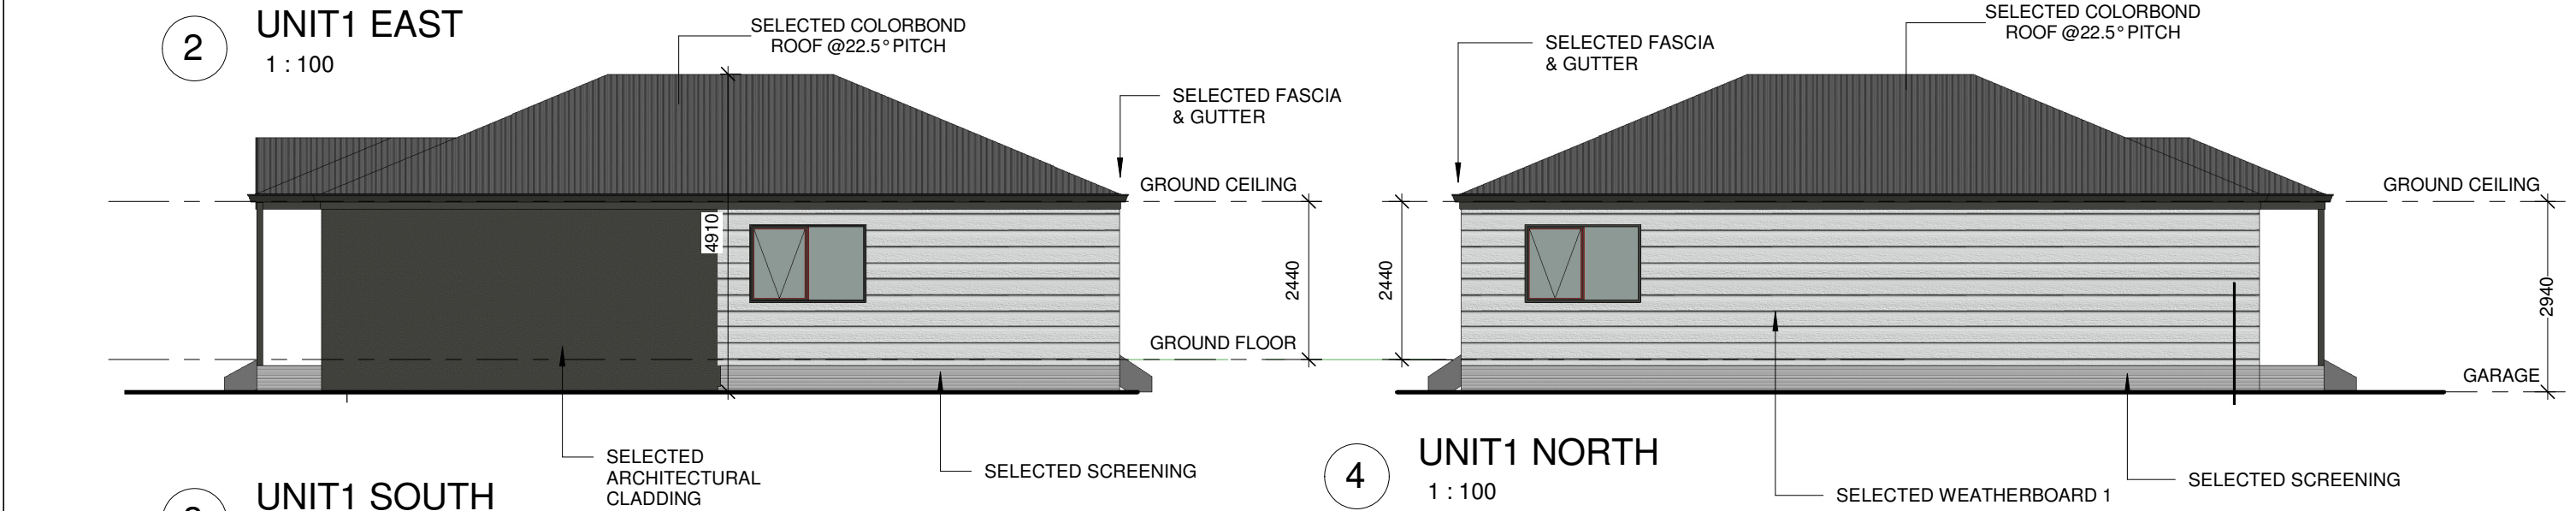 2
UNIT1 EAST
1 : 100
SELECTED COLORBOND
ROOF @22.5° PITCH
SELECTED FASCIA
& GUTTER
GROUND CEILING
4910
2440
GROUND FLOOR
SELECTED
ARCHITECTURAL
CLADDING
SELECTED SCREENING
UNIT1 SOUTH
SELECTED FASCIA
& GUTTER
SELECTED COLORBOND
ROOF @22.5° PITCH
GROUND CEILING
2440
2940
GARAGE
4
UNIT1 NORTH
1 : 100
SELECTED WEATHERBOARD 1
SELECTED SCREENING